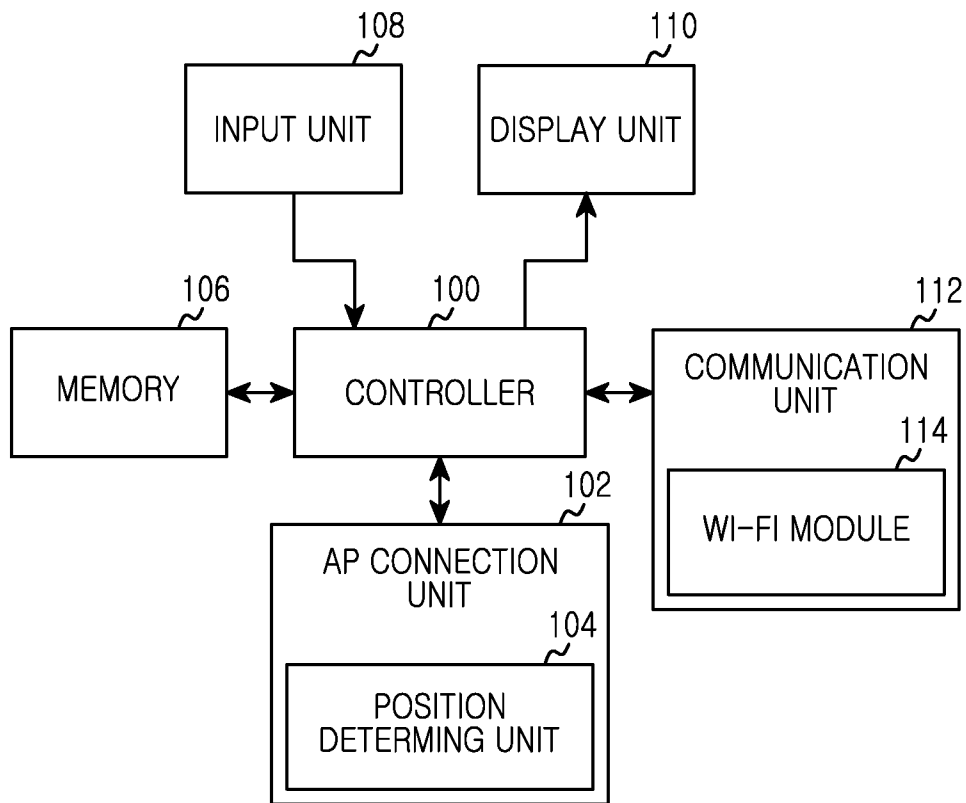 108
110
INPUT UNIT
DISPLAY UNIT
106
100
112
MEMORY
CONTROLLER
COMMUNICATION
UNIT
114
WI-FI MODULE
102
AP CONNECTION
UNIT
104
POSITION
DETERMING UNIT